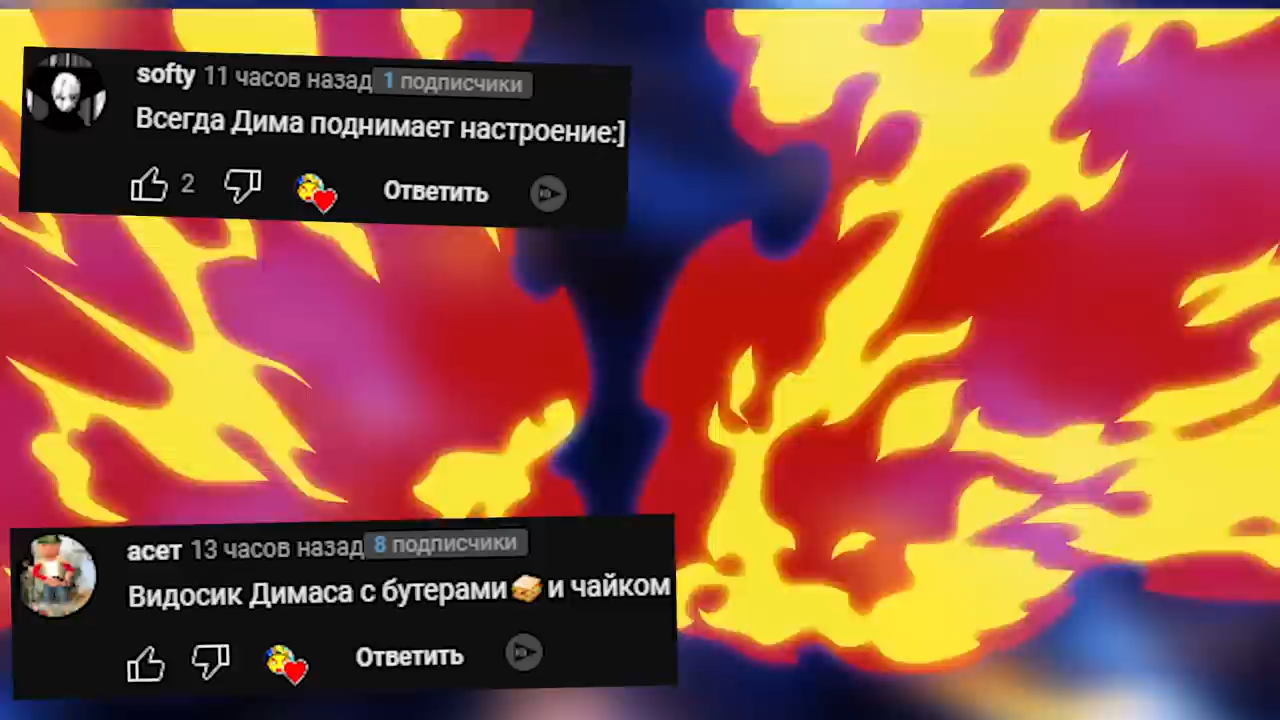 softy 11 часов назад 1 подписчики
Всегда Дима поднимает настроение:]
2 Ответить
асет 13 часов назад 8 подписчики
Видосик Димаса с бутерами 🥪 и чайком
Ответить